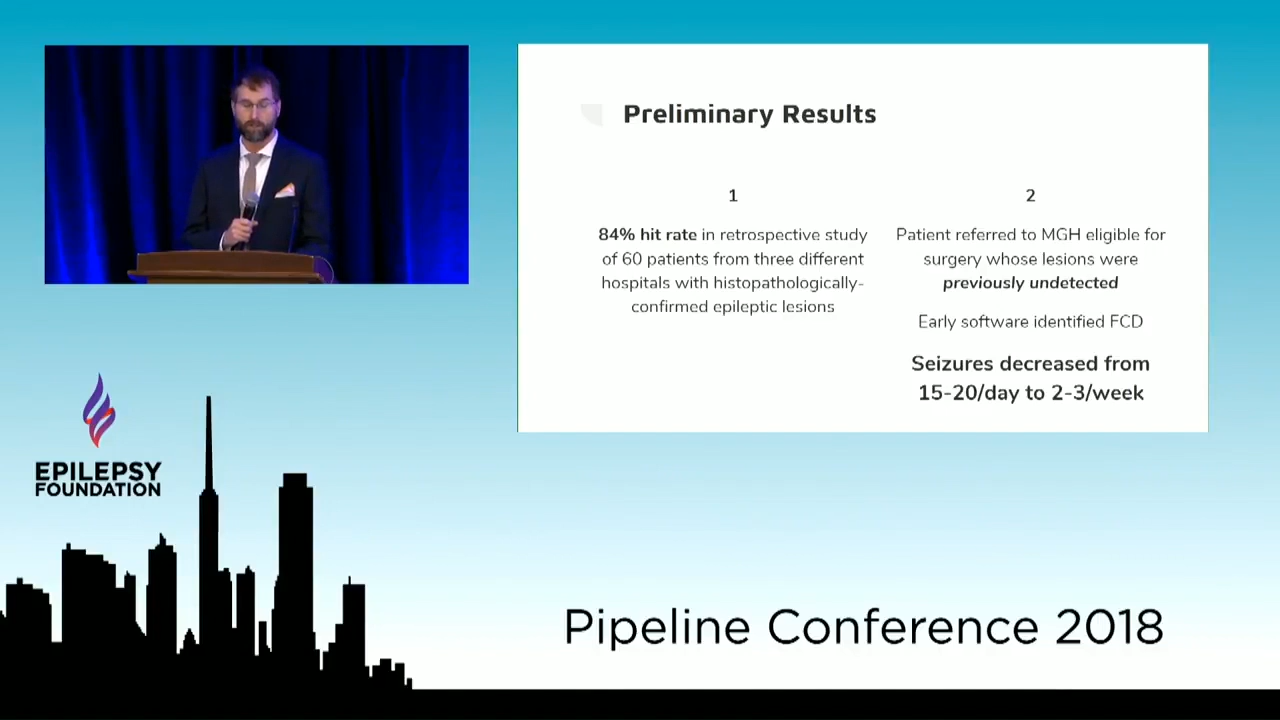 Preliminary Results
1
84% hit rate in retrospective study
of 60 patients from three different
hospitals with histopathologically-
confirmed epileptic lesions
2
Patient referred to MGH eligible for
surgery whose lesions were
previously undetected
Early software identified FCD
Seizures decreased from
15-20/day to 2-3/week
EPILEPSY
FOUNDATION
Pipeline Conference 2018